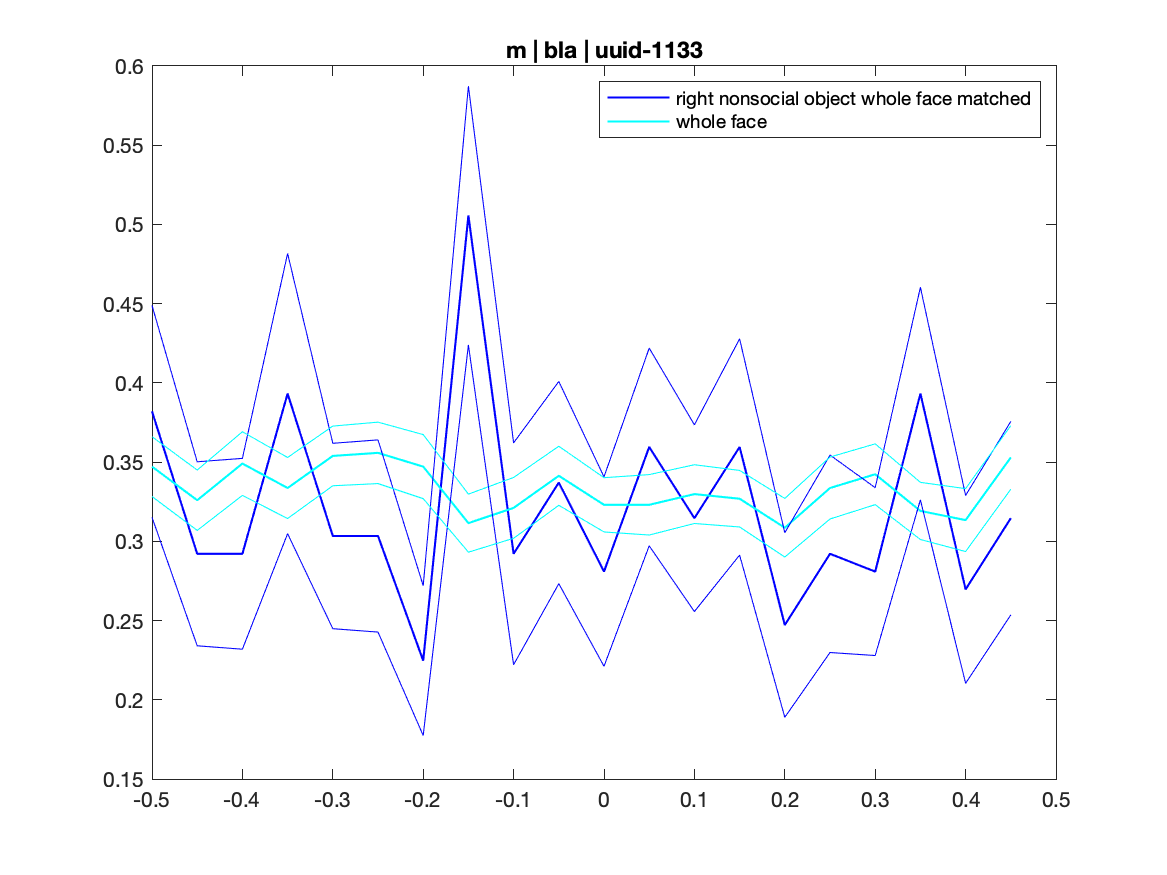 m | bla | uuid-1133
right nonsocial object whole face matched
whole face
0.6
0.55
0.5
0.45
0.4
0.35
0.3
0.25
0.2
0.15
-0.5 -0.4 -0.3 -0.2 -0.1 0 0.1 0.2 0.3 0.4 0.5